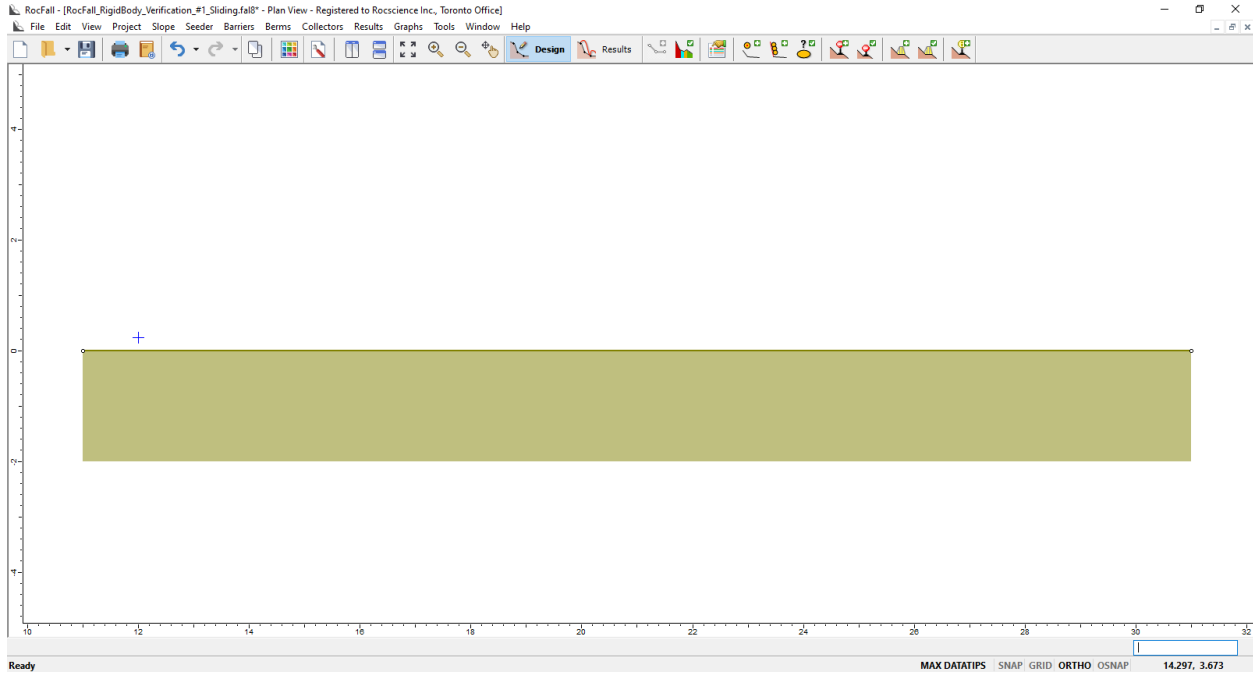 RocFall - [RocFall_RigidBody_Verification_#1_Sliding.fal8* - Plan View - Registered to Rocscience Inc., Toronto Office]
File Edit View Project Slope Seeder Barriers Berms Collectors Results Graphs Tools Window Help
Design Results
4
2
0
-2
-4
10 12 14 16 18 20 22 24 26 28 30 32
Ready MAX DATATIPS SNAP GRID ORTHO OSNAP 14.297, 3.673